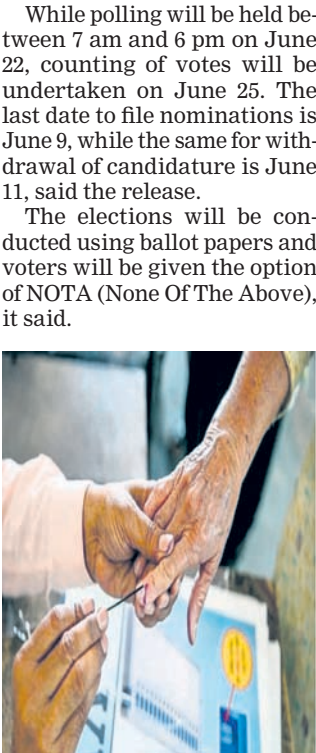 While polling will be held be-
tween 7 am and 6 pm on June
22, counting of votes will be
undertaken on June 25. The
last date to file nominations is
June 9, while the same for with-
drawal of candidature is June
11, said the release.
The elections will be con-
ducted using ballot papers and
voters will be given the option
of NOTA (None Of The Above),
it said.